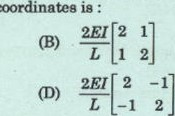 coordinates is :
(B) 2EI/L [2 1
1 2]
(D) 2EI/L [2 -1
-1 2]